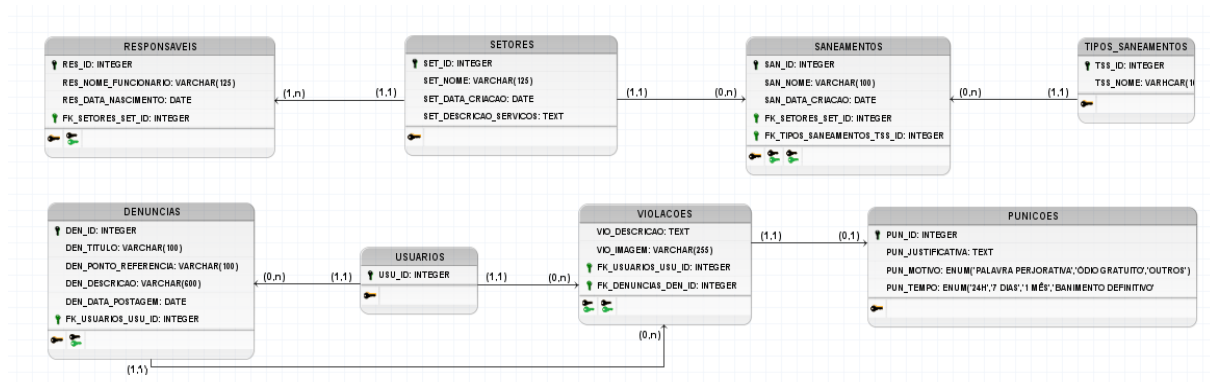 RESPONSAVEIS
RES_ID: INTEGER
RES_NOME_FUNCIONARIO: VARCHAR(125)
RES_DATA_NASCIMENTO: DATE
FK_SETORES_SET_ID: INTEGER
(1,n)
(1,1)
SETORES
SET_ID: INTEGER
SET_NOME: VARCHAR(125)
SET_DATA_CRIACAO: DATE
SET_DESCRICAO_SERVICOS: TEXT
(1,1)
(0,n)
SANEAMENTOS
SAN_ID: INTEGER
SAN_NOME: VARCHAR(100)
SAN_DATA_CRIACAO: DATE
FK_SETORES_SET_ID: INTEGER
FK_TIPOS_SANEAMENTOS_TSS_ID: INTEGER
(0,n)
(1,1)
TIPOS_SANEAMENTOS
TSS_ID: INTEGER
TSS_NOME: VARHCAR(1
DENUNCIAS
DEN_ID: INTEGER
DEN_TITULO: VARCHAR(100)
DEN_PONTO_REFERENCIA: VARCHAR(100)
DEN_DESCRICAO: VARCHAR(600)
DEN_DATA_POSTAGEM: DATE
FK_USUARIOS_USU_ID: INTEGER
(0,n)
(1,1)
USUARIOS
USU_ID: INTEGER
(1,1)
(0,n)
VIOLACOES
VIO_DESCRICAO: TEXT
VIO_IMAGEM: VARCHAR(255)
FK_USUARIOS_USU_ID: INTEGER
FK_DENUNCIAS_DEN_ID: INTEGER
(1,1)
(0,1)
PUNICOES
PUN_ID: INTEGER
PUN_JUSTIFICATIVA: TEXT
PUN_MOTIVO: ENUM('PALAVRA PERJORATIVA','ÓDIO GRATUITO','OUTROS')
PUN_TEMPO: ENUM('24H','7 DIAS','1 MÊS','BANIMENTO DEFINITIVO'
(0,n)
(1,1)